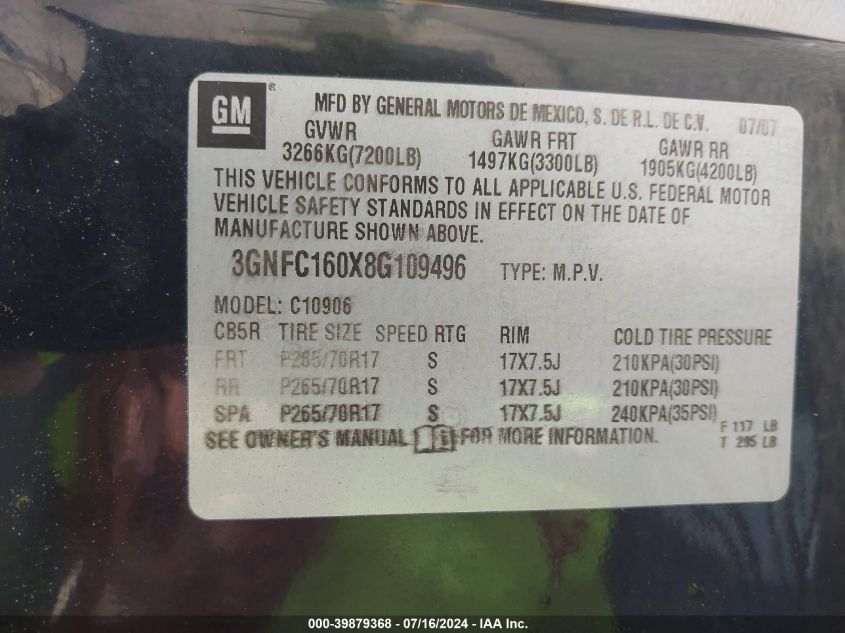 GM ® MFD BY GENERAL MOTORS DE MEXICO, S. DE R.L. DE C.V. 07/07
GVWR GAWR FRT GAWR RR
3266KG(7200LB) 1497KG(3300LB) 1905KG(4200LB)
THIS VEHICLE CONFORMS TO ALL APPLICABLE U.S. FEDERAL MOTOR
VEHICLE SAFETY STANDARDS IN EFFECT ON THE DATE OF
MANUFACTURE SHOWN ABOVE.
3GNFC160X8G109496 TYPE: M.P.V.
MODEL: C10906
CB5R TIRE SIZE SPEED RTG RIM COLD TIRE PRESSURE
FRT P265/70R17 S 17X7.5J 210KPA(30PSI)
RR P265/70R17 S 17X7.5J 210KPA(30PSI)
SPA P265/70R17 S 17X7.5J 240KPA(35PSI)
F 117 LB
SEE OWNER'S MANUAL i FOR MORE INFORMATION.
T 295 LB
000-39879368 - 07/16/2024 - IAA Inc.